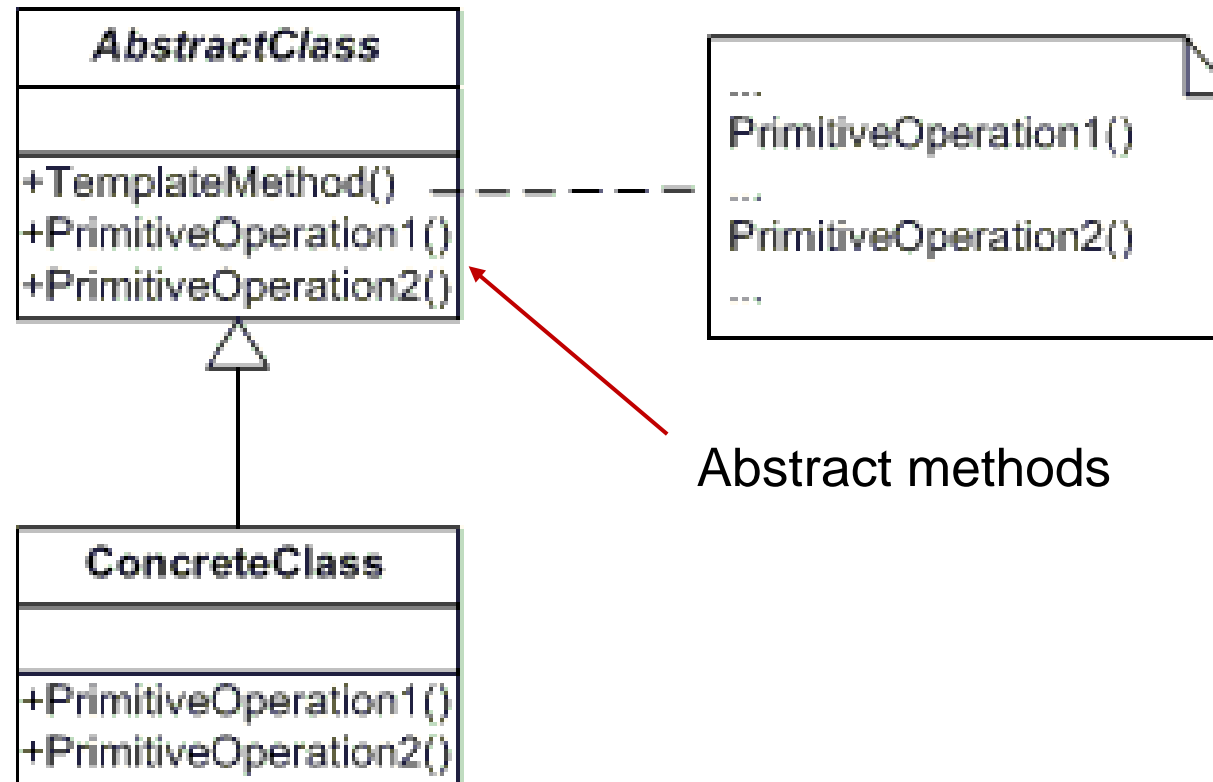 AbstractClass
+TemplateMethod()
+PrimitiveOperation1()
+PrimitiveOperation2()
....
PrimitiveOperation1()
....
PrimitiveOperation2()
....
Abstract methods
ConcreteClass
+PrimitiveOperation1()
+PrimitiveOperation2()